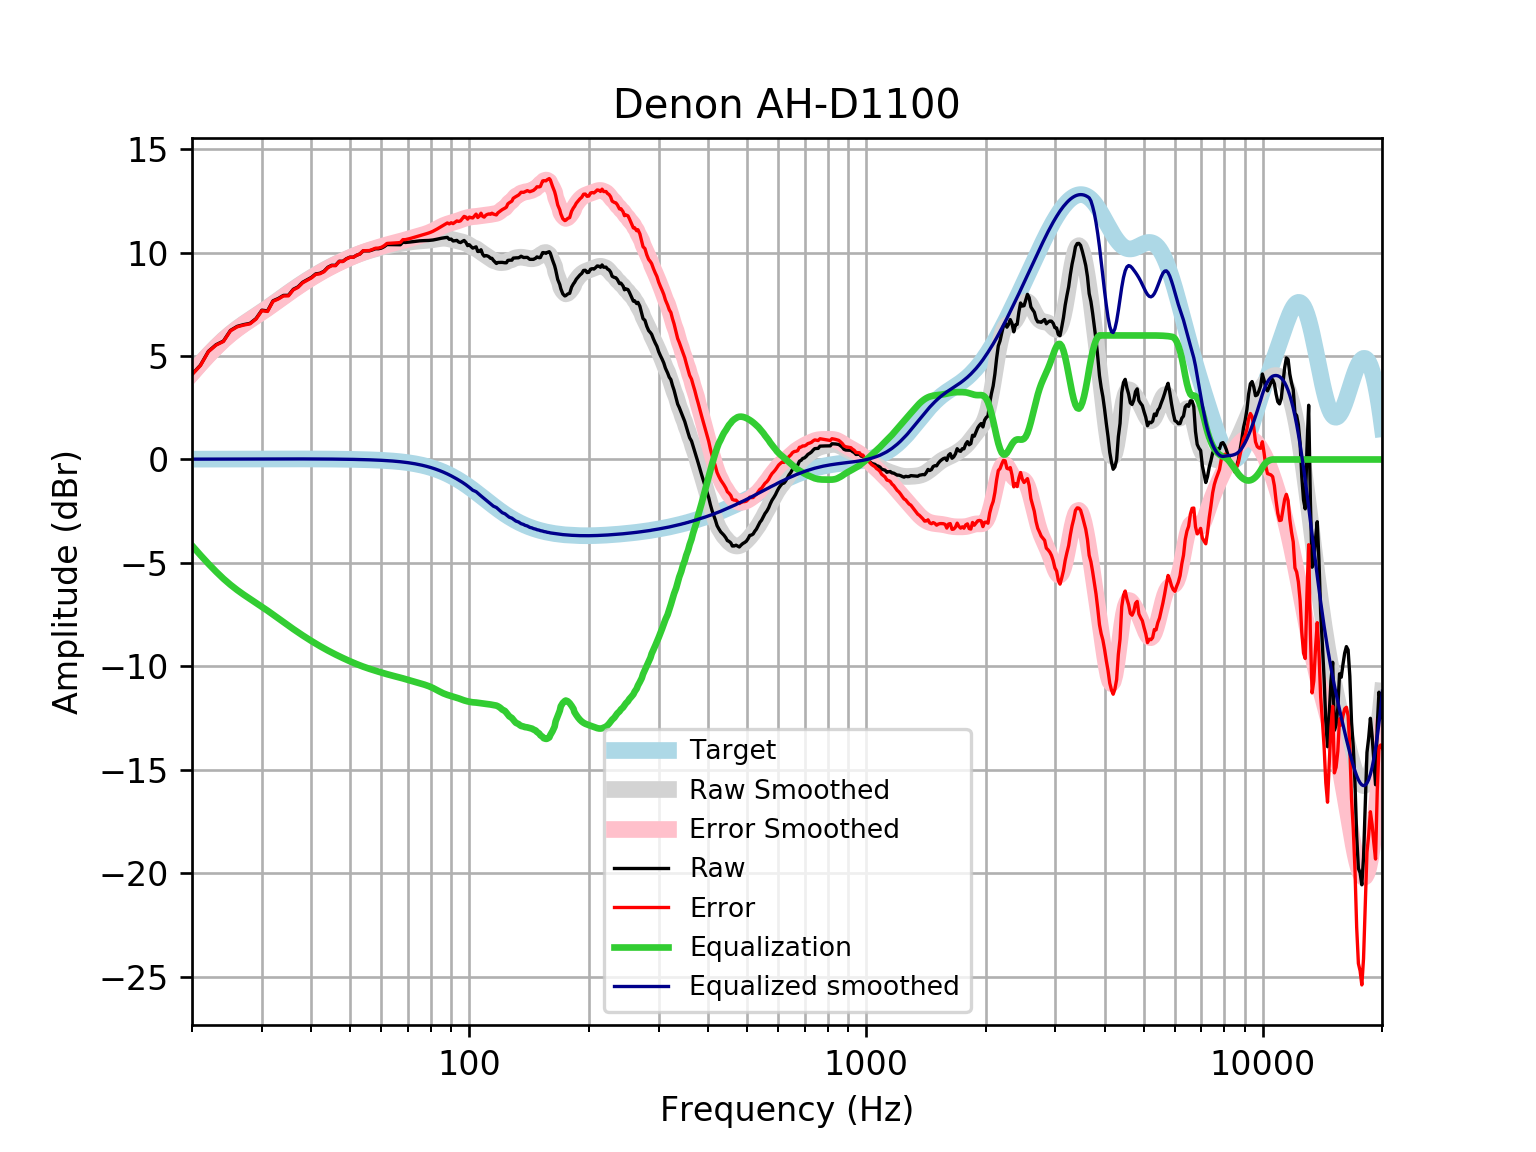 Denon AH-D1100
15
10
5
0
−5
−10
−15
−20
−25
Amplitude (dBr)
Target
Raw Smoothed
Error Smoothed
Raw
Error
Equalization
Equalized smoothed
100 1000 10000
Frequency (Hz)